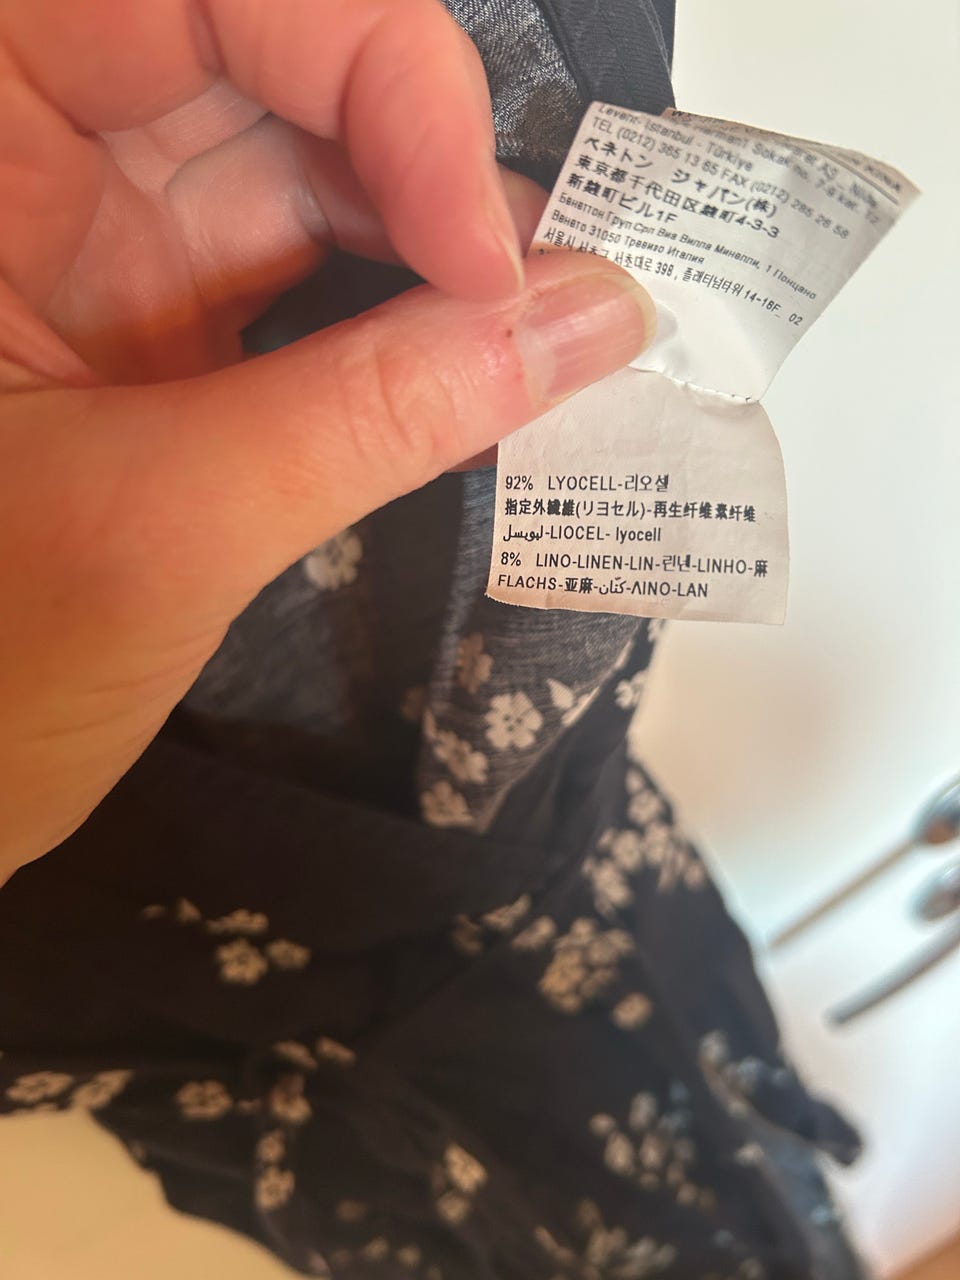 Levent- Istanbul - Türkiye
TEL (0212) 385 13 65 FAX (0212) 285 28 58
ベネトン ジャパン(株)
東京都千代田区麹町4-3-3
新麹町ビル1F
Бенеттон Груп Срл Виа Вилла Минелли, 1 Понцано
Венето 31050 Тревизо Италия
서울시 서초구 서초대로 398, 플래티넘타워 14-16F_ 02
92% LYOCELL-리오셀
指定外繊維(リヨセル)-再生纤维素纤维
ليويسل-LIOCEL- lyocell
8% LINO-LINEN-LIN-린넨-LINHO-麻
FLACHS-亚麻-كتّان-ΛΙΝΟ-LAN